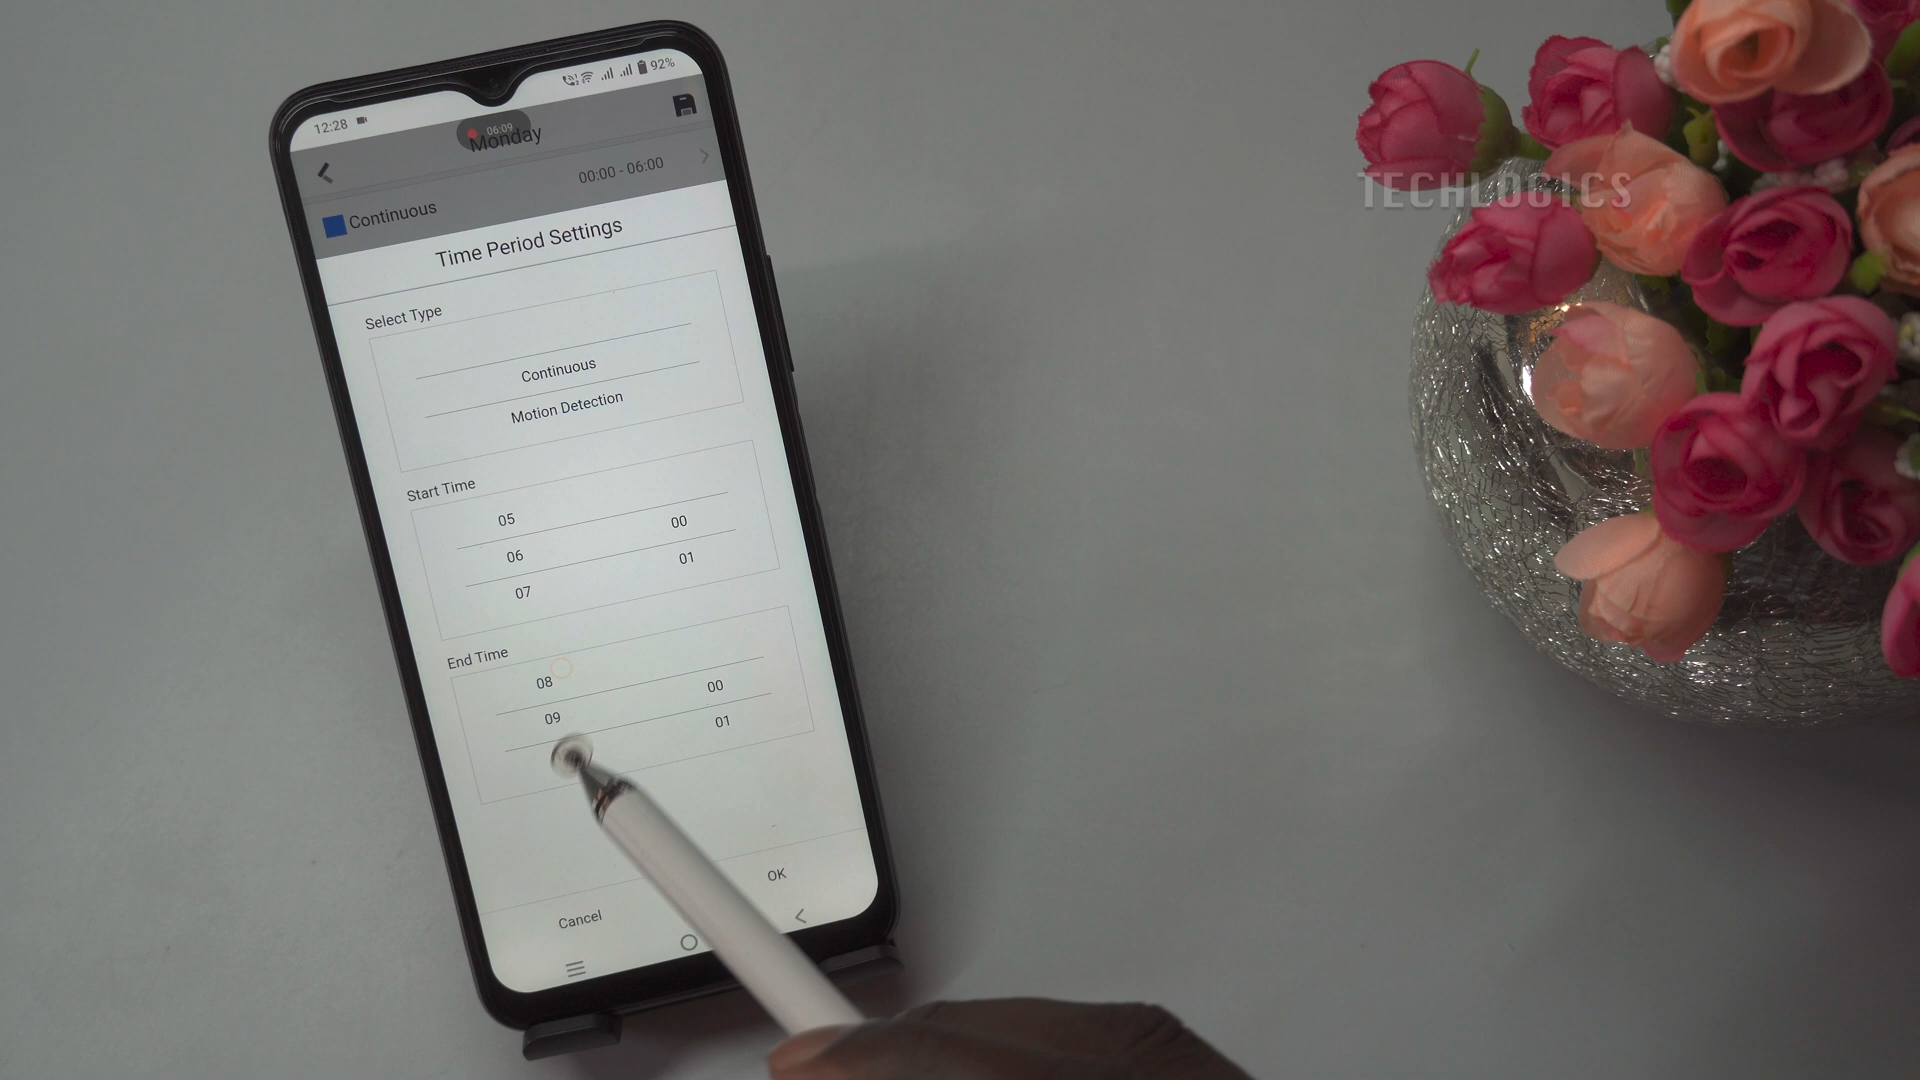 12:28
92%
06:09
Monday
00:00 - 06:00
Continuous
Time Period Settings
Select Type
Continuous
Motion Detection
Start Time
05
06 00
07 01
End Time
08
09 00
01
Cancel
OK
TECHLOGICS